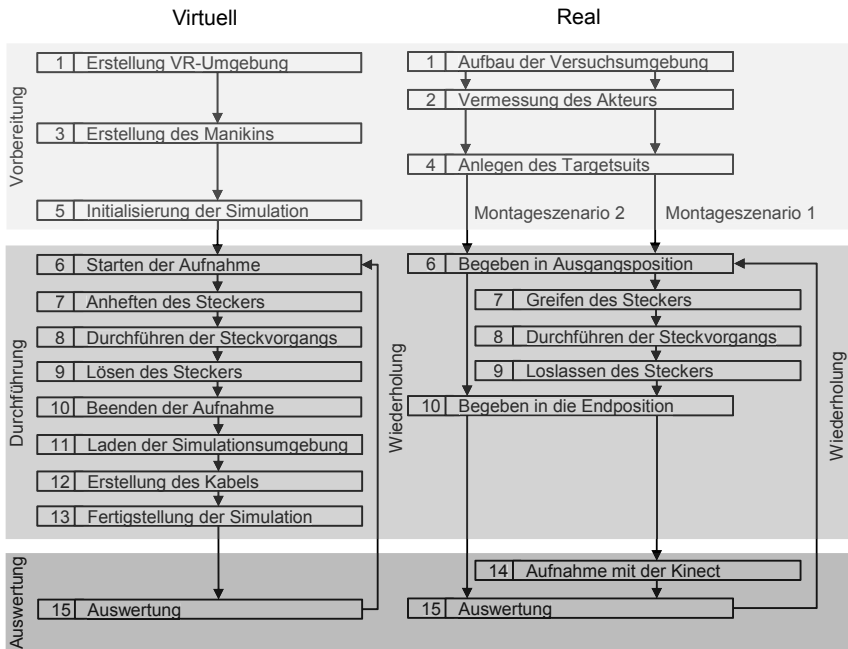 Virtuell
Real
Vorbereitung
1 Erstellung VR-Umgebung
3 Erstellung des Manikins
5 Initialisierung der Simulation
1 Aufbau der Versuchsumgebung
2 Vermessung des Akteurs
4 Anlegen des Targetsuits
Montageszenario 2
Montageszenario 1
Durchführung
6 Starten der Aufnahme
7 Anheften des Steckers
8 Durchführen der Steckvorgangs
9 Lösen des Steckers
10 Beenden der Aufnahme
11 Laden der Simulationsumgebung
12 Erstellung des Kabels
13 Fertigstellung der Simulation
Wiederholung
6 Begeben in Ausgangsposition
7 Greifen des Steckers
8 Durchführen der Steckvorgangs
9 Loslassen des Steckers
10 Begeben in die Endposition
Wiederholung
Auswertung
15 Auswertung
14 Aufnahme mit der Kinect
15 Auswertung